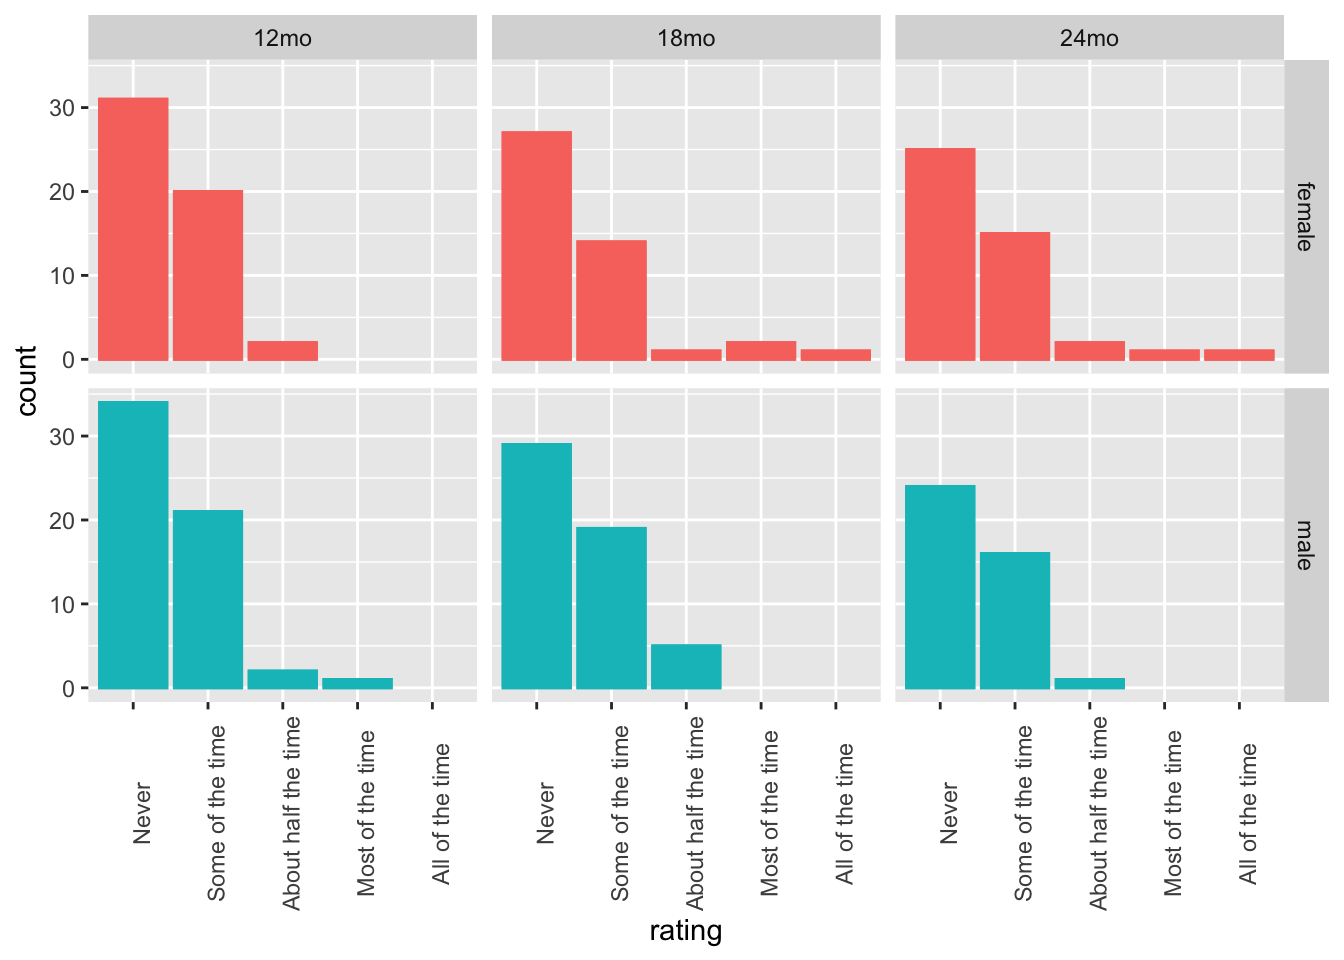 12mo
18mo
24mo
30
20
10
0
female
count
30
20
10
0
male
Never
Some of the time
About half the time
Most of the time
All of the time
Never
Some of the time
About half the time
Most of the time
All of the time
Never
Some of the time
About half the time
Most of the time
All of the time
rating